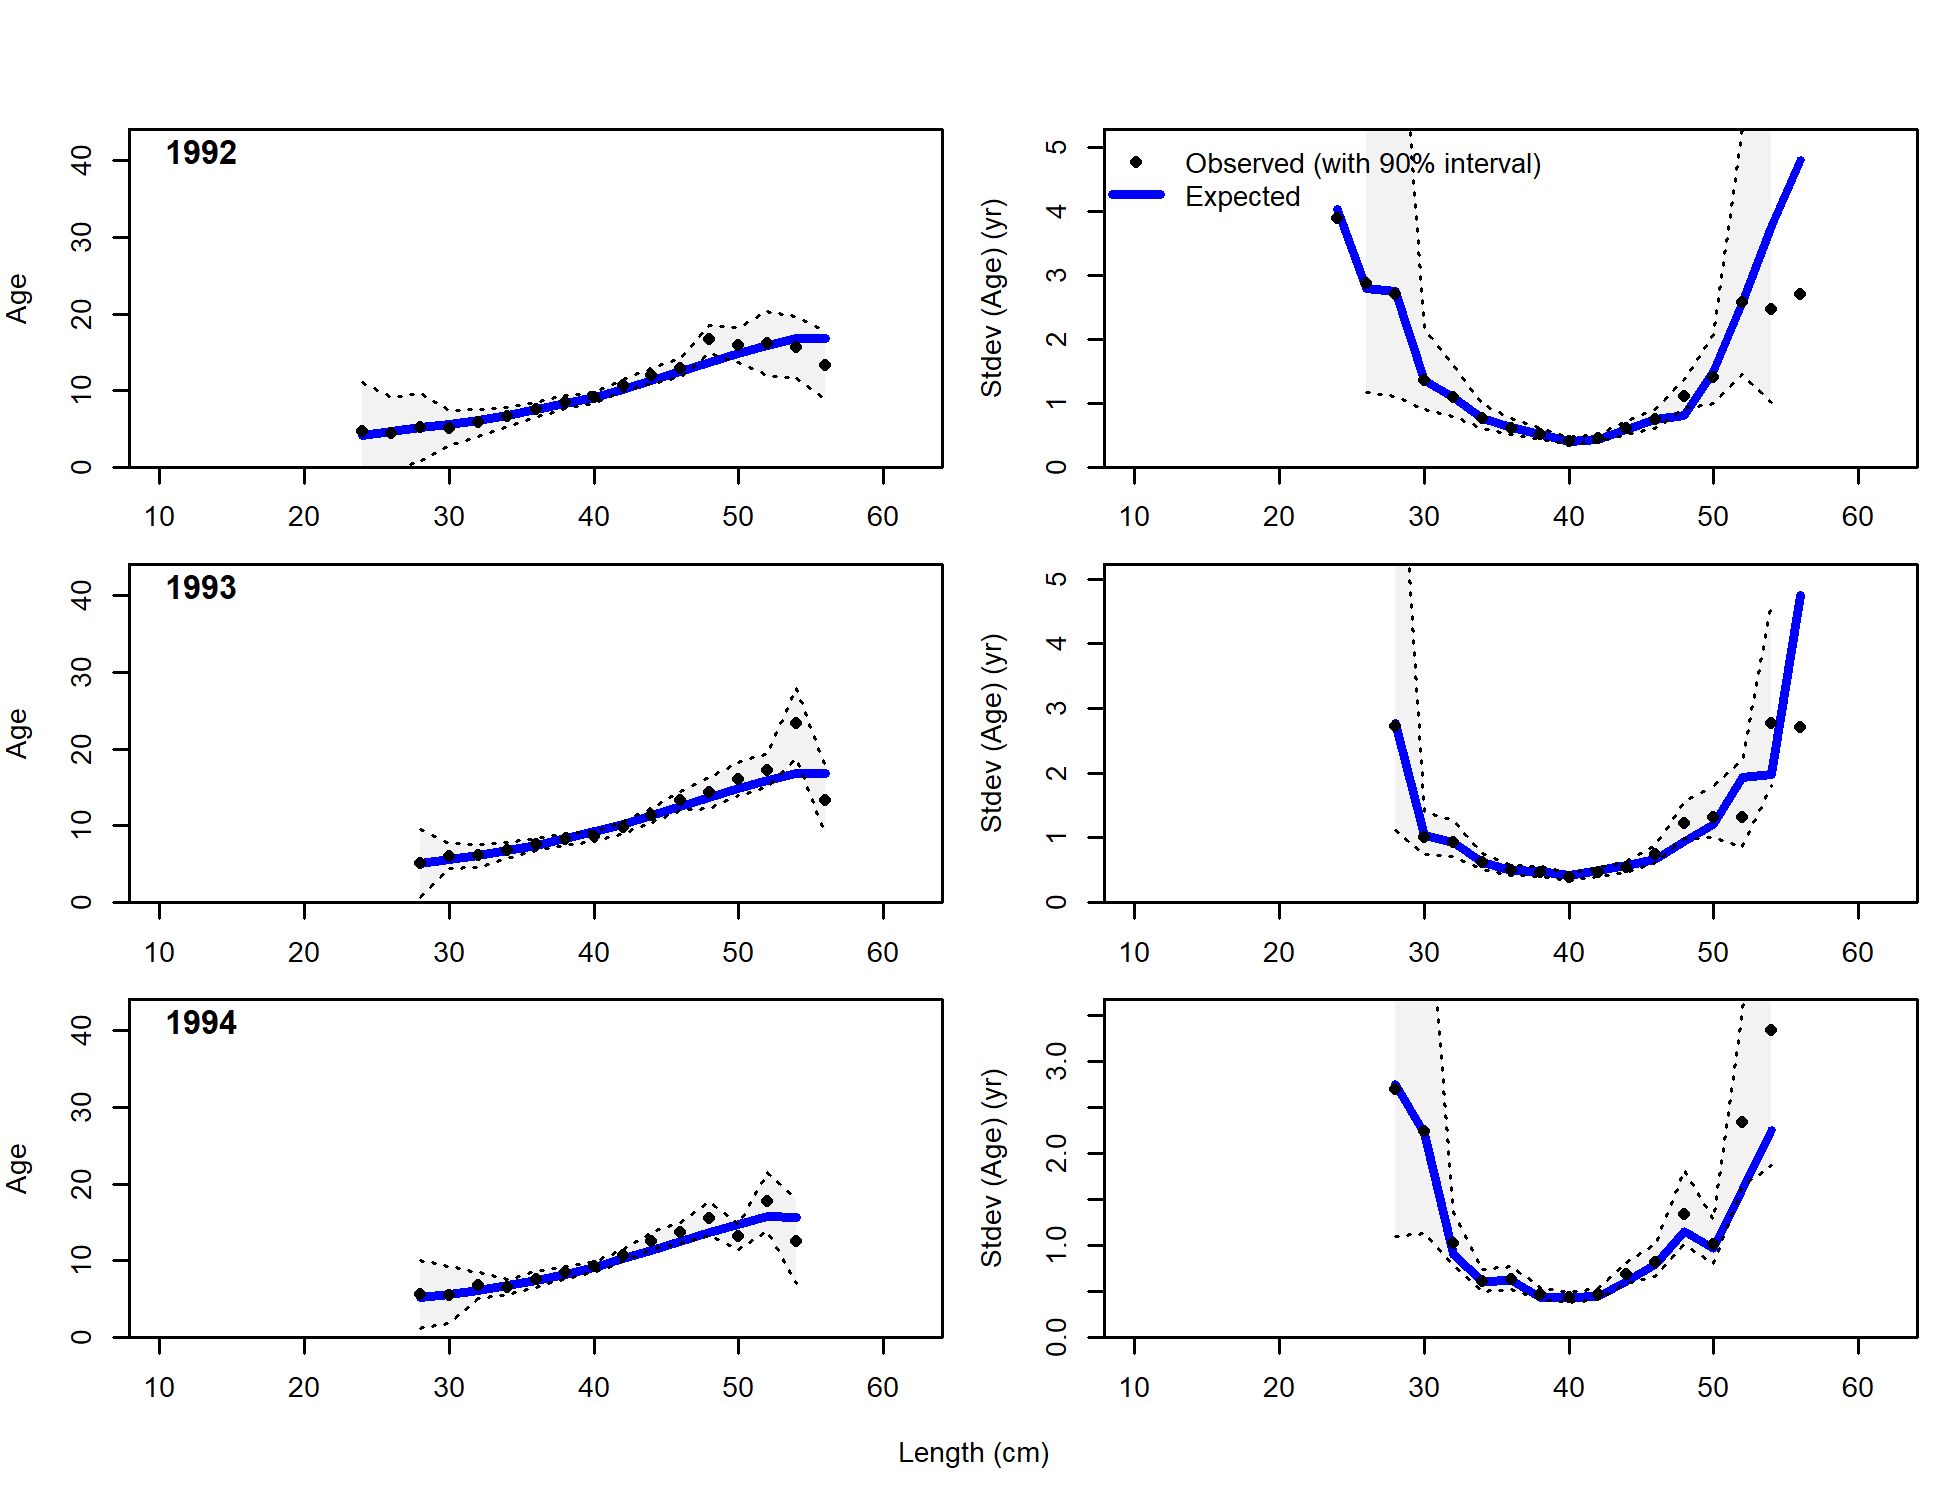 1992
Age
0 10 20 30 40
10 20 30 40 50 60
Observed (with 90% interval)
Expected
Stdev (Age) (yr)
0 1 2 3 4 5
10 20 30 40 50 60
1993
Age
0 10 20 30 40
10 20 30 40 50 60
Stdev (Age) (yr)
0 1 2 3 4 5
10 20 30 40 50 60
1994
Age
0 10 20 30 40
10 20 30 40 50 60
Stdev (Age) (yr)
0.0 1.0 2.0 3.0
10 20 30 40 50 60
Length (cm)